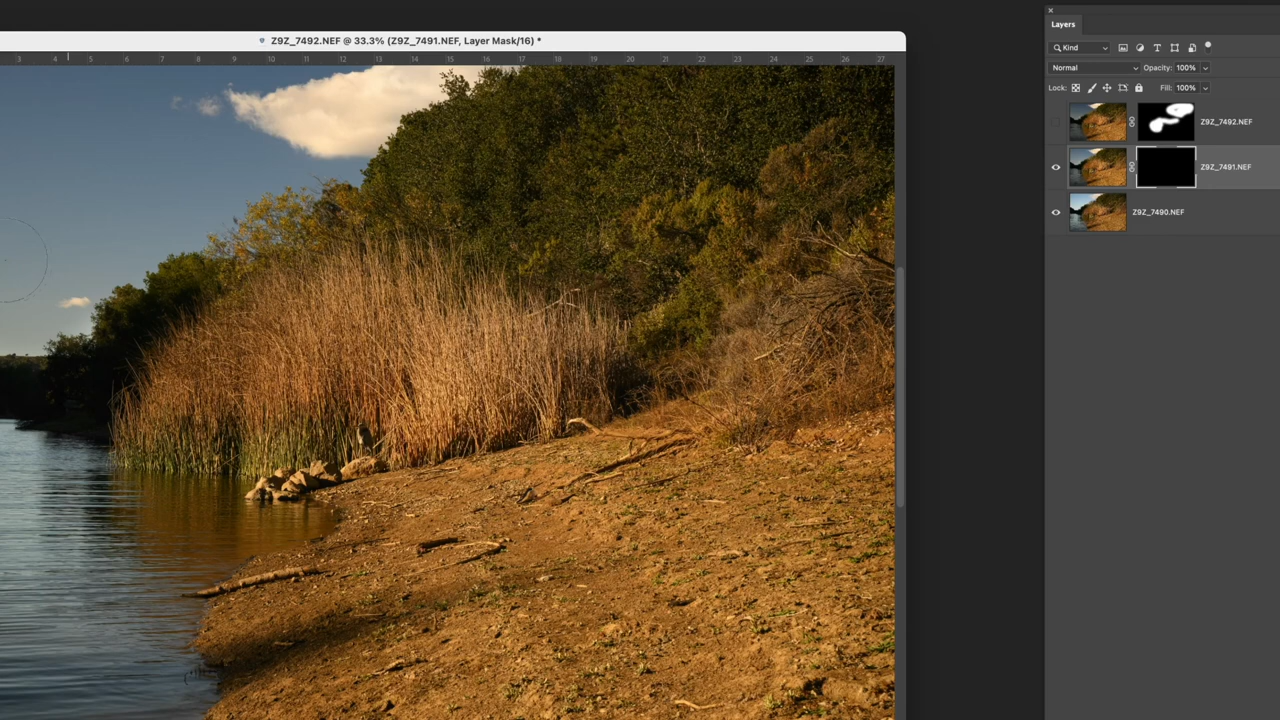 Layers
Z9Z_7492.NEF @ 33.3% (Z9Z_7491.NEF, Layer Mask/16) *
Kind
3 4 5 6 7 8 9 10 11 12 13 14 15 16 17 18 19 20 21 22 23 24 25 26 27
Normal Opacity: 100%
Lock: Fill: 100%
Z9Z_7492.NEF
Z9Z_7491.NEF
Z9Z_7490.NEF